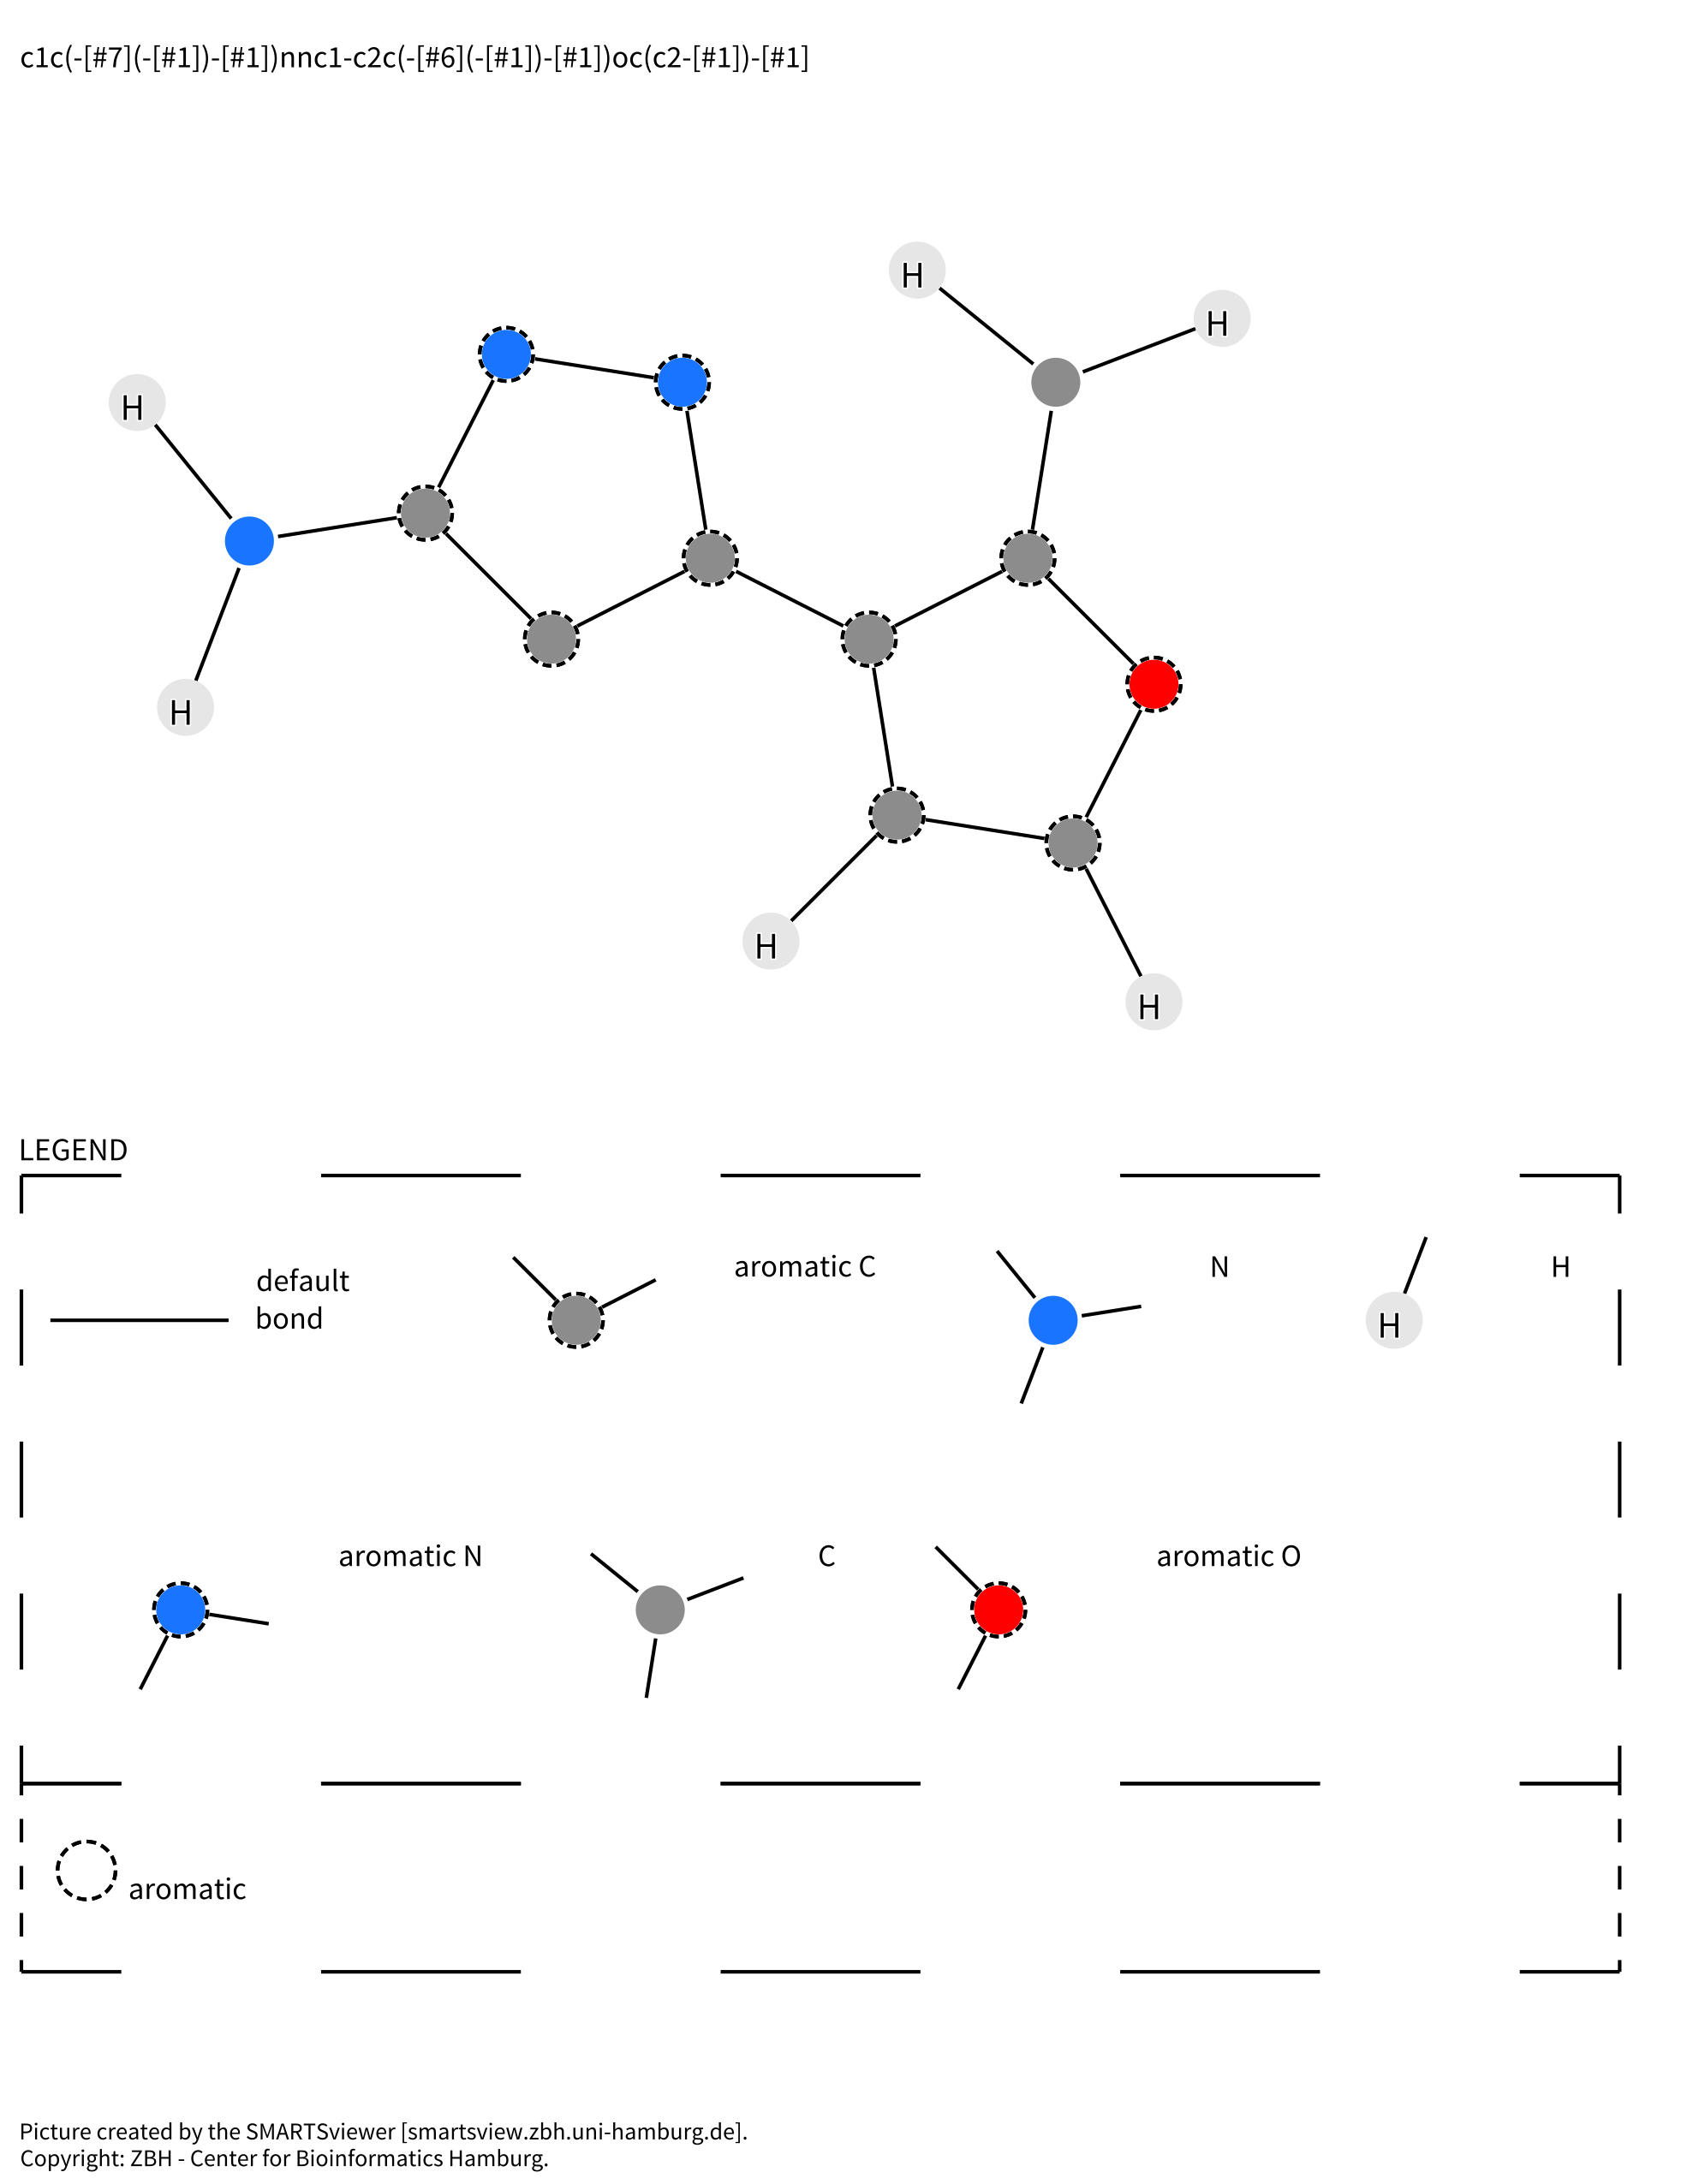 c1c(-[#7](-[#1])-[#1])nnc1-c2c(-[#6](-[#1])-[#1])oc(c2-[#1])-[#1]
H
H
H
H
H
H
LEGEND
default
bond
aromatic C
N
H
H
aromatic N
C
aromatic O
aromatic
Picture created by the SMARTSviewer [smartsview.zbh.uni-hamburg.de].
Copyright: ZBH - Center for Bioinformatics Hamburg.